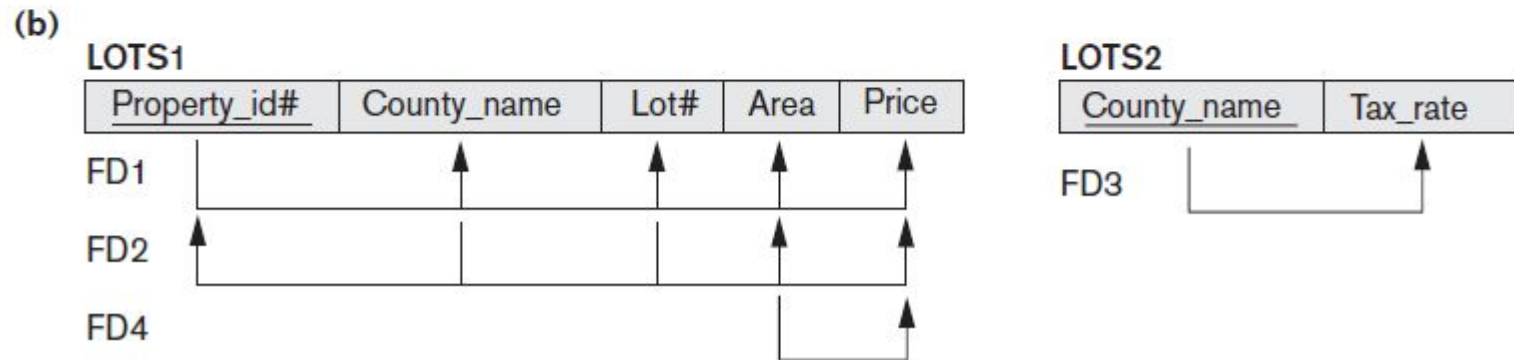 (b)
LOTS1
Property_id# County_name Lot# Area Price
FD1
FD2
FD4
LOTS2
County_name Tax_rate
FD3